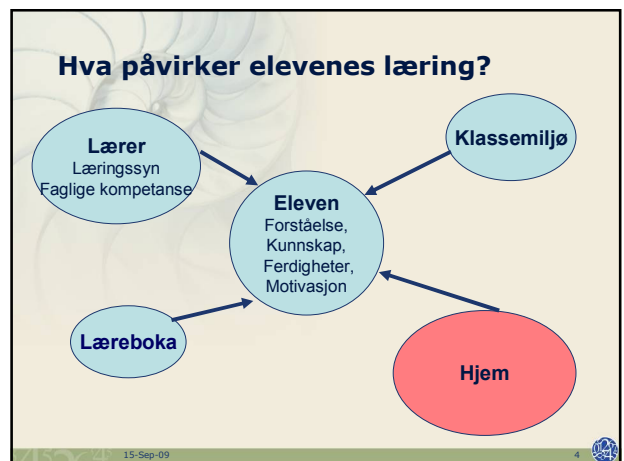 Hva påvirker elevenes læring?
Lærer
Læringssyn
Faglige kompetanse
Klassemiljø
Eleven
Forståelse,
Kunnskap,
Ferdigheter,
Motivasjon
Læreboka
Hjem
15-Sep-09
4